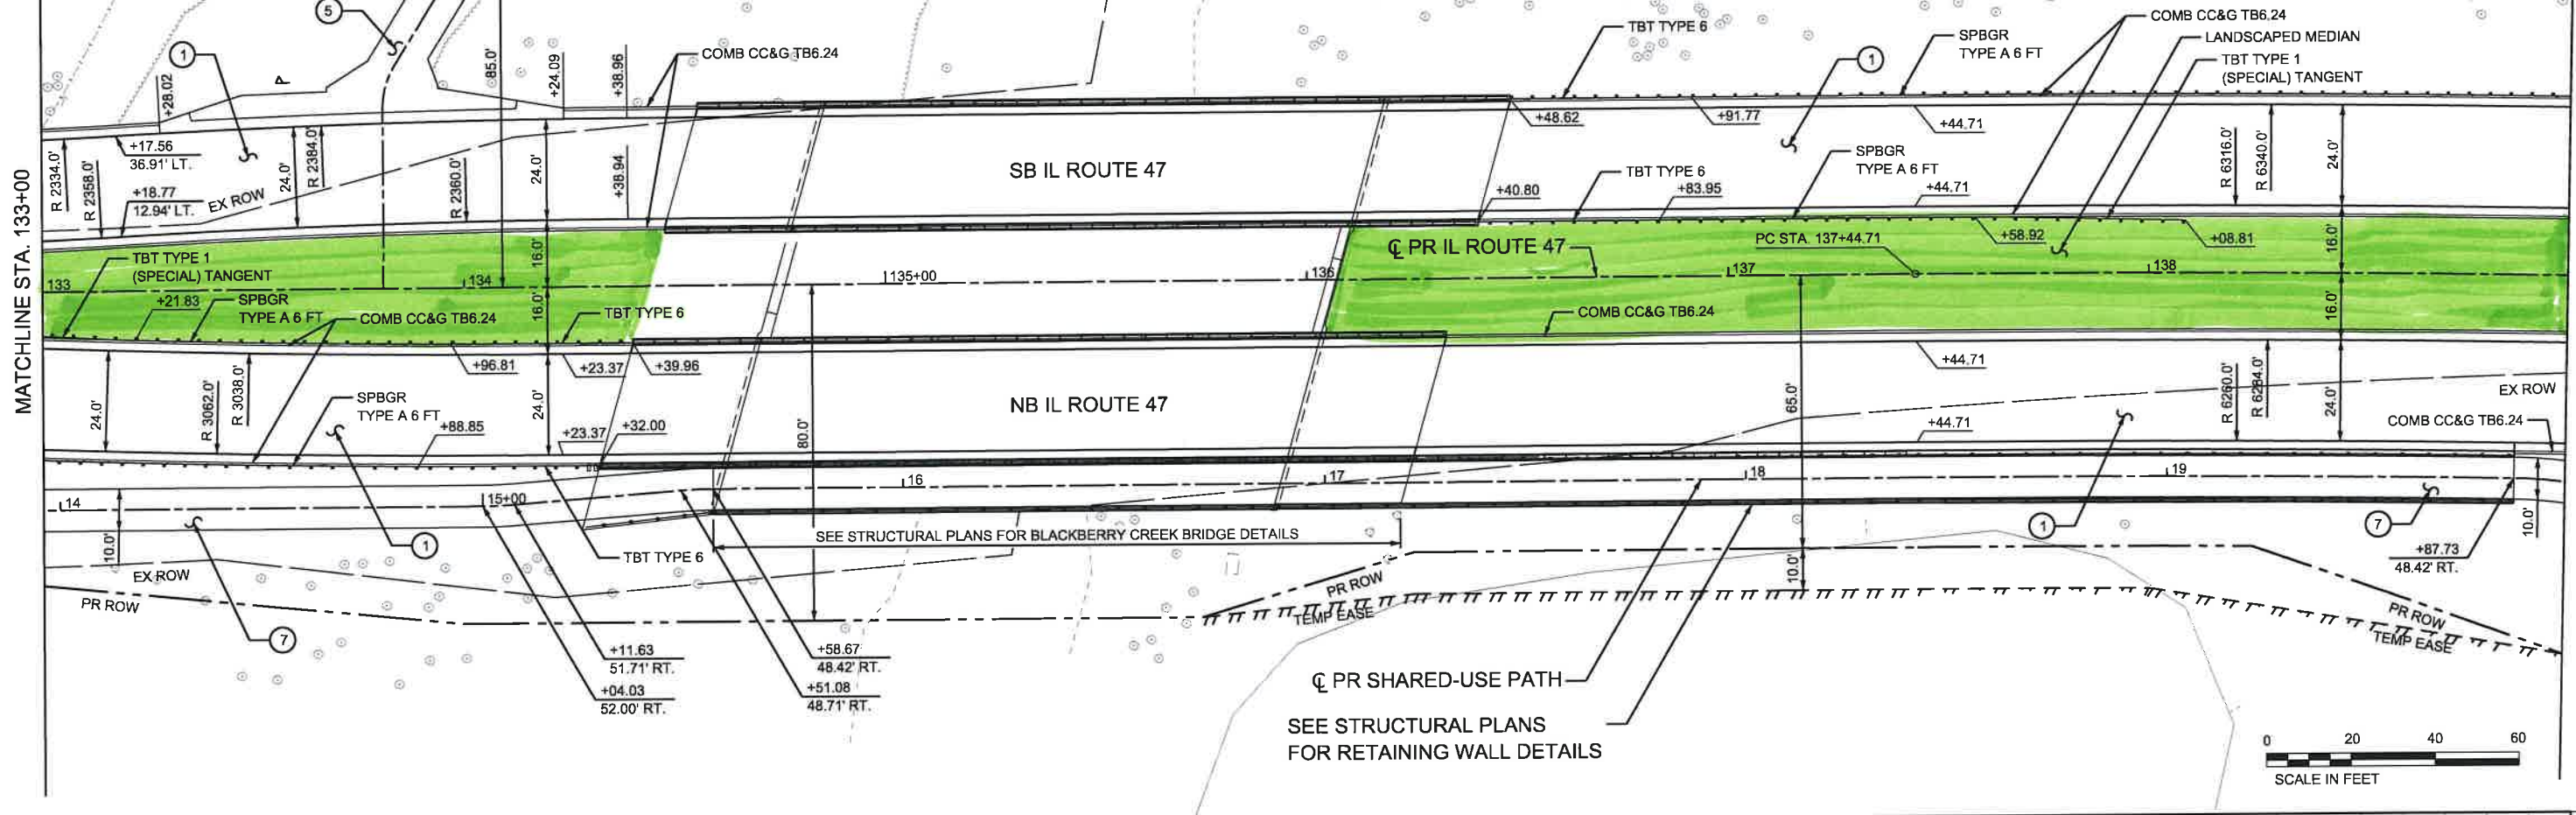 5
1
P
+28.02
85.0'
+24.09
+38.96
COMB CC&G TB6.24
TBT TYPE 6
SPBGR
TYPE A 6 FT
1
COMB CC&G TB6.24
LANDSCAPED MEDIAN
TBT TYPE 1
(SPECIAL) TANGENT
MATCHLINE STA. 133+00
R 2334.0'
R 2358.0'
+17.56
36.91' LT.
+18.77
12.94' LT.
EX ROW
24.0'
R 2384.0'
R 2360.0'
24.0'
+38.94
SB IL ROUTE 47
+48.62
+91.77
+44.71
TBT TYPE 6
SPBGR
TYPE A 6 FT
+40.80
+83.95
+44.71
R 6316.0'
R 6340.0'
24.0'
TBT TYPE 1
(SPECIAL) TANGENT
133
134
135+00
136
137
138
16.0'
16.0'
℄ PR IL ROUTE 47
PC STA. 137+44.71
+58.92
+08.81
16.0'
16.0'
+21.83
SPBGR
TYPE A 6 FT
COMB CC&G TB6.24
TBT TYPE 6
COMB CC&G TB6.24
+96.81
+23.37
+39.96
+44.71
24.0'
R 3062.0'
R 3038.0'
SPBGR
TYPE A 6 FT
+88.85
24.0'
+23.37
+32.00
NB IL ROUTE 47
80.0'
65.0'
+44.71
R 6260.0'
R 6284.0'
24.0'
EX ROW
COMB CC&G TB6.24
14
15+00
16
17
18
19
10.0'
1
TBT TYPE 6
SEE STRUCTURAL PLANS FOR BLACKBERRY CREEK BRIDGE DETAILS
1
7
+87.73
48.42' RT.
10.0'
EX ROW
PR ROW
7
+11.63
51.71' RT.
+04.03
52.00' RT.
+58.67
48.42' RT.
+51.08
48.71' RT.
PR ROW
TEMP EASE
10.0'
PR ROW
TEMP EASE
℄ PR SHARED-USE PATH
SEE STRUCTURAL PLANS
FOR RETAINING WALL DETAILS
0 20 40 60
SCALE IN FEET